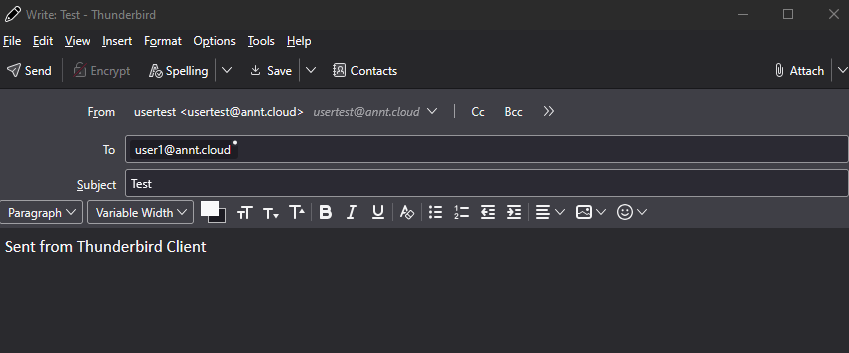 Write: Test - Thunderbird
File Edit View Insert Format Options Tools Help
Send Encrypt Spelling Save Contacts Attach
From usertest <usertest@annt.cloud> usertest@annt.cloud Cc Bcc
To user1@annt.cloud
Subject Test
Paragraph Variable Width
Sent from Thunderbird Client